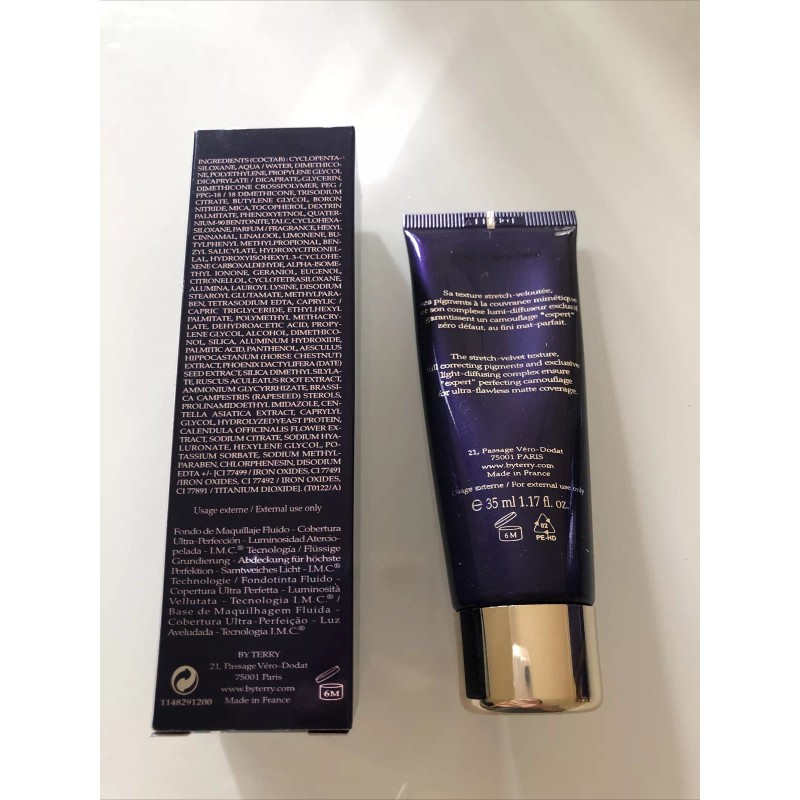 INGREDIENTS (COCTAB) : CYCLOPENTA-
SILOXANE, AQUA / WATER, DIMETHICO-
NE, POLYETHYLENE, PROPYLENE GLYCOL
DICAPRYLATE / DICAPRATE, GLYCERIN,
DIMETHICONE CROSSPOLYMER, PEG /
PPG-18 / 18 DIMETHICONE, TRISODIUM
CITRATE, BUTYLENE GLYCOL, BORON
NITRIDE, MICA, TOCOPHEROL, DEXTRIN
PALMITATE, PHENOXYETNOL, QUATER-
NIUM-90 BENTONITE, TALC, CYCLOHEXA-
SILOXANE, PARFUM / FRAGRANCE, HEXYL
CINNAMAL, LINALOOL, LIMONENE, BU-
TYLPHENYL METHYLPROPIONAL, BEN-
ZYL SALICYLATE, HYDROXYCITRONEL-
LAL, HYDROXYISOHEXYL 3-CYCLOHE-
XENE CARBOXALDEHYDE, ALPHA-ISOME-
THYL IONONE, GERANIOL, EUGENOL,
CITRONELLOL, CYCLOTETRASILOXANE,
ALUMINA, LAUROYL LYSINE, DISODIUM
STEAROYL GLUTAMATE, METHYLPARA-
BEN, TETRASODIUM EDTA, CAPRYLIC /
CAPRIC TRIGLYCERIDE, ETHYLHEXYL
PALMITATE, POLYMETHYL METHACRY-
LATE, DEHYDROACETIC ACID, PROPY-
LENE GLYCOL, ALCOHOL, DIMETHICO-
NOL, SILICA, ALUMINUM HYDROXIDE,
PALMITIC ACID, PANTHENOL, AESCULUS
HIPPOCASTANUM (HORSE CHESTNUT)
EXTRACT, PHOENIX DACTYLIFERA (DATE)
SEED EXTRACT, SILICA DIMETHYL SILYLA-
TE, RUSCUS ACULEATUS ROOT EXTRACT,
AMMONIUM GLYCYRRHIZATE, BRASSI-
CA CAMPESTRIS (RAPESEED) STEROLS,
PROLINAMIDOETHYL IMIDAZOLE, CEN-
TELLA ASIATICA EXTRACT, CAPRYLYL
GLYCOL, HYDROLYZED YEAST PROTEIN,
CALENDULA OFFICINALIS FLOWER EX-
TRACT, SODIUM CITRATE, SODIUM HYA-
LURONATE, HEXYLENE GLYCOL, PO-
TASSIUM SORBATE, SODIUM METHYL-
PARABEN, CHLORPHENESIN, DISODIUM
EDTA +/- [CI 77499 / IRON OXIDES, CI 77491
/ IRON OXIDES, CI 77492 / IRON OXIDES,
CI 77891 / TITANIUM DIOXIDE]. (T0122/A)
Usage externe / External use only
Fondo de Maquillaje Fluido - Cobertura
Ultra-Perfección - Luminosidad Atercio-
pelada - I.M.C.® Tecnología / Flüssige
Grundierung - Abdeckung für höchste
Perfektion - Samtweiches Licht - I.M.C.®
Technologie / Fondotinta Fluido -
Copertura Ultra Perfetta - Luminosità
Vellutata - Tecnologia I.M.C.® /
Base de Maquilhagem Fluida -
Cobertura Ultra-Perfeição - Luz
Aveludada - Tecnologia I.M.C.®
BY TERRY
21, Passage Véro-Dodat
75001 Paris
www.byterry.com
Made in France
1148291200
6M
Sa texture stretch-veloutée,
ses pigments à la couvrance mimétique
et son complexe lumi-diffuseur exclusif
garantissent un camouflage "expert"
zéro défaut, au fini mat-parfait.
The stretch-velvet texture,
full correcting pigments and exclusive
light-diffusing complex ensure
"expert" perfecting camouflage
for ultra-flawless matte coverage.
21, Passage Véro-Dodat
75001 PARIS
www.byterry.com
Made in France
Usage externe / For external use only
e 35 ml 1.17 fl. oz.
6M
02
PE-HD